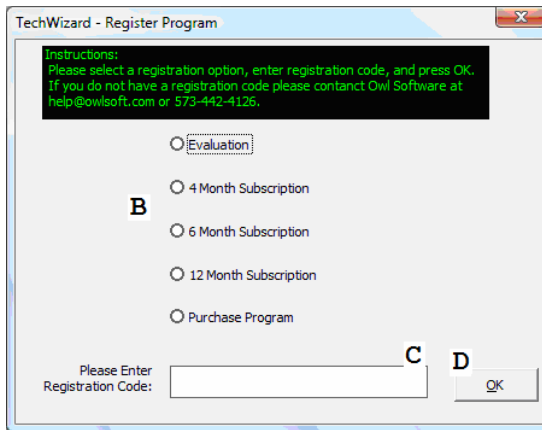 TechWizard - Register Program
Instructions:
Please select a registration option, enter registration code, and press OK.
If you do not have a registration code please contanct Owl Software at
help@owlsoft.com or 573-442-4126.
Evaluation
B
4 Month Subscription
6 Month Subscription
12 Month Subscription
Purchase Program
C
D
Please Enter
Registration Code:
OK